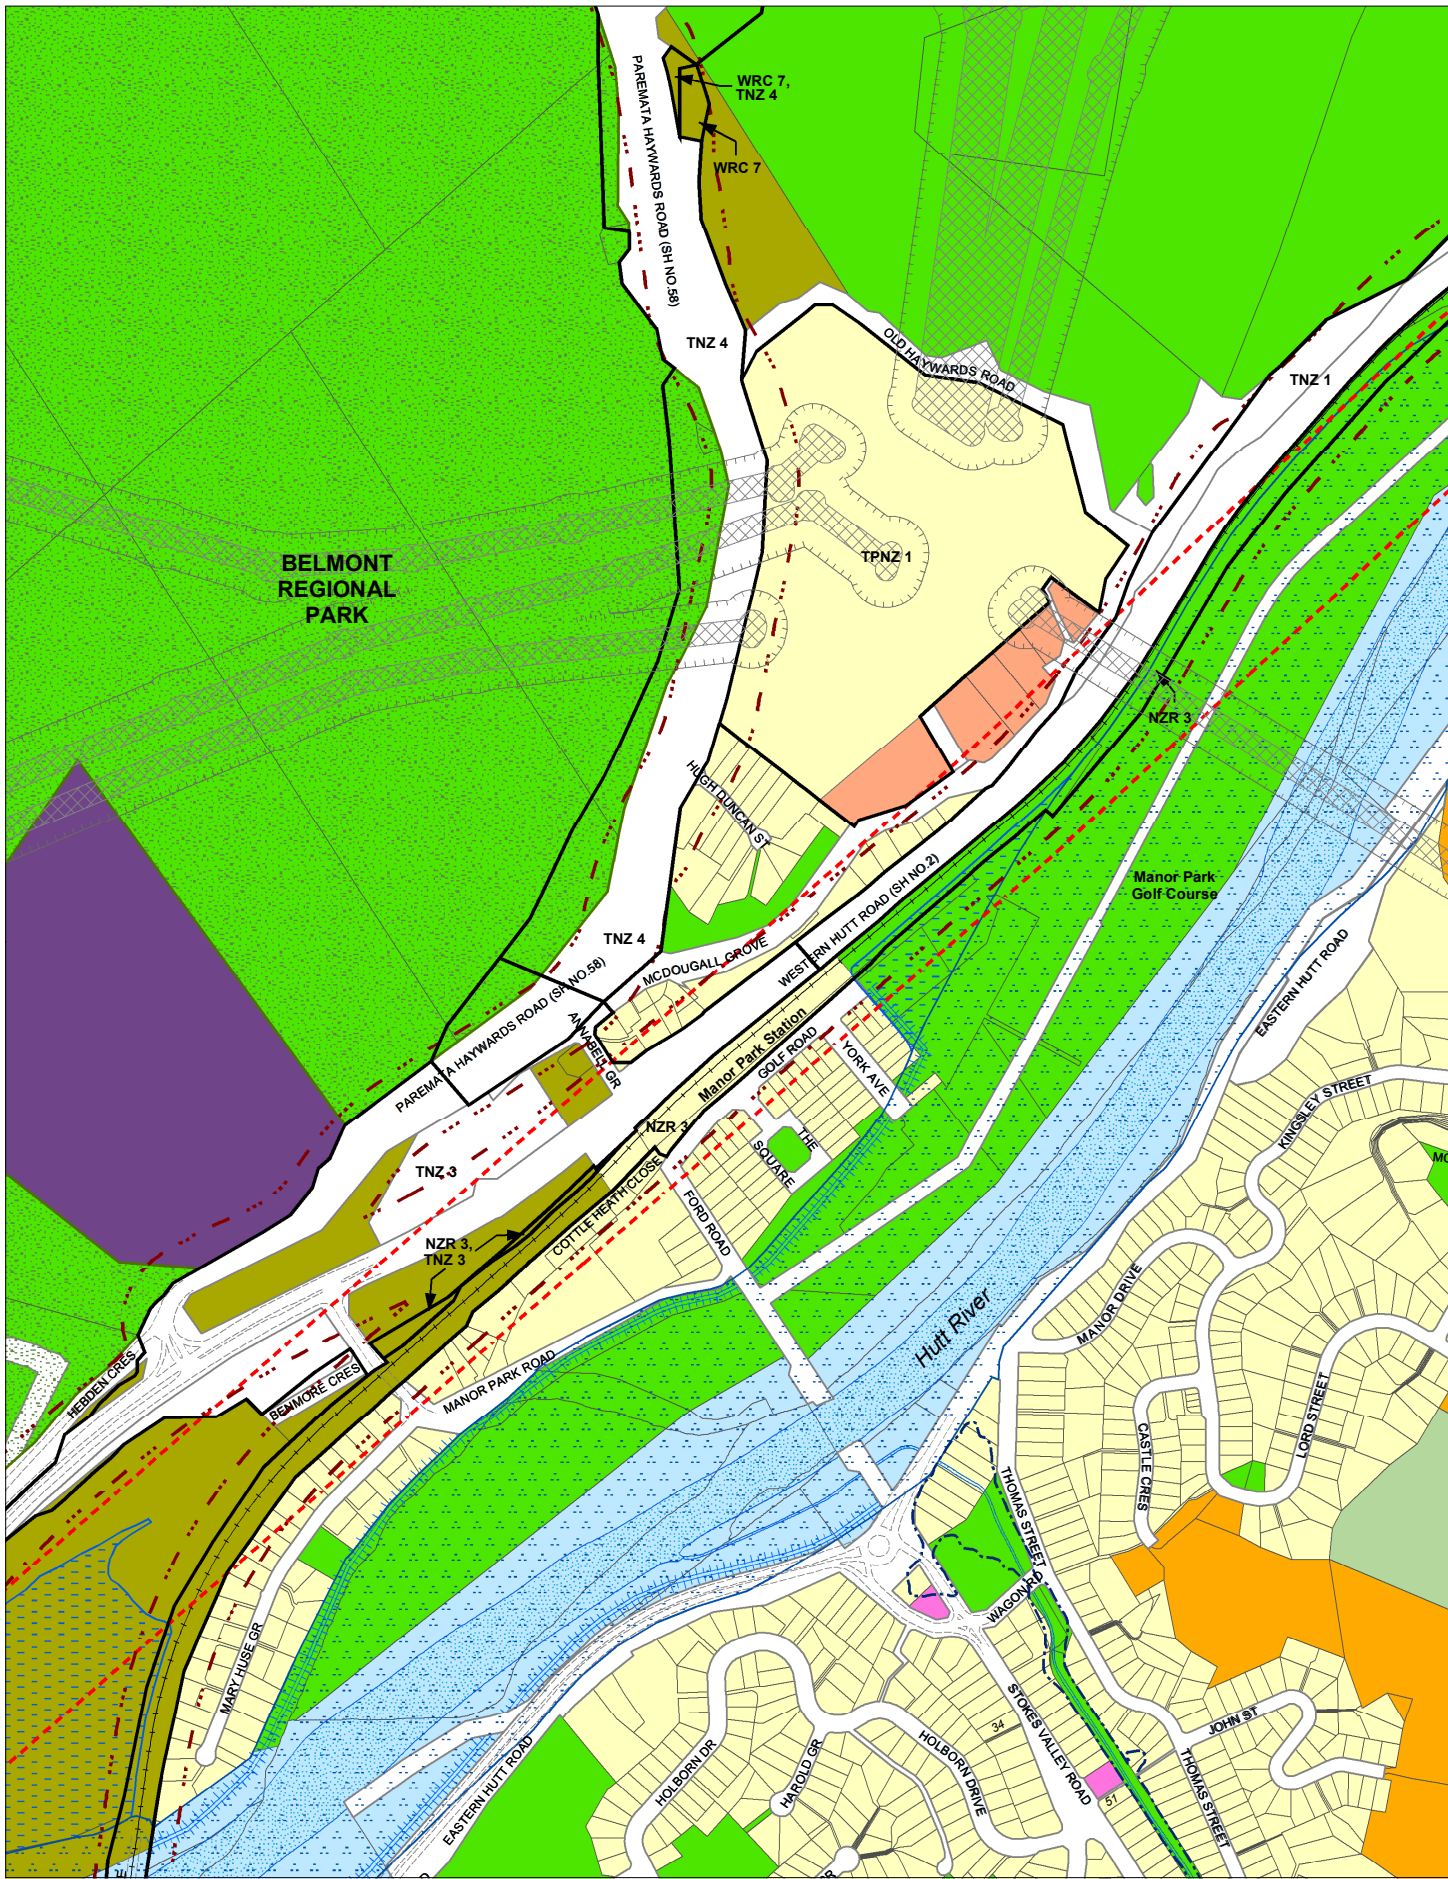 WRC 7,
TNZ 4
WRC 7
PAREMATA HAYWARDS ROAD (SH NO.58)
TNZ 4
OLD HAYWARDS ROAD
TNZ 1
BELMONT
REGIONAL
PARK
TPNZ 1
NZR 3
HUGH DUNCAN ST
Manor Park
Golf Course
WESTERN HUTT ROAD (SH NO.2)
TNZ 4
MCDOUGALL GROVE
PAREMATA HAYWARDS ROAD (SH NO.58)
ANNABELL GR
EASTERN HUTT ROAD
Manor Park Station
GOLF ROAD
YORK AVE
KINGSLEY STREET
NZR 3
THE
SQUARE
MC
TNZ 3
COTTLE HEATH CLOSE
FORD ROAD
NZR 3,
TNZ 3
MANOR DRIVE
Hutt River
HEBDEN CRES
BENMORE CRES
MANOR PARK ROAD
LORD STREET
CASTLE CRES
THOMAS STREET
WAGON RD
MARY HUSE GR
STOKES VALLEY ROAD
34
JOHN ST
HOLBORN DR
HAROLD GR
HOLBORN DRIVE
EASTERN HUTT ROAD
51
THOMAS STREET